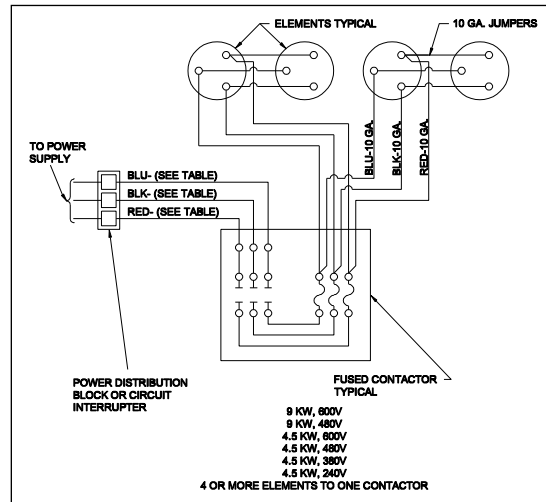 ELEMENTS TYPICAL
10 GA. JUMPERS
BLU-10 GA.
BLK-10 GA.
RED-10 GA.
TO POWER
SUPPLY
BLU- (SEE TABLE)
BLK- (SEE TABLE)
RED- (SEE TABLE)
POWER DISTRIBUTION
BLOCK OR CIRCUIT
INTERRUPTER
FUSED CONTACTOR
TYPICAL
9 KW, 600V
9 KW, 480V
4.5 KW, 600V
4.5 KW, 480V
4.5 KW, 380V
4.5 KW, 240V
4 OR MORE ELEMENTS TO ONE CONTACTOR